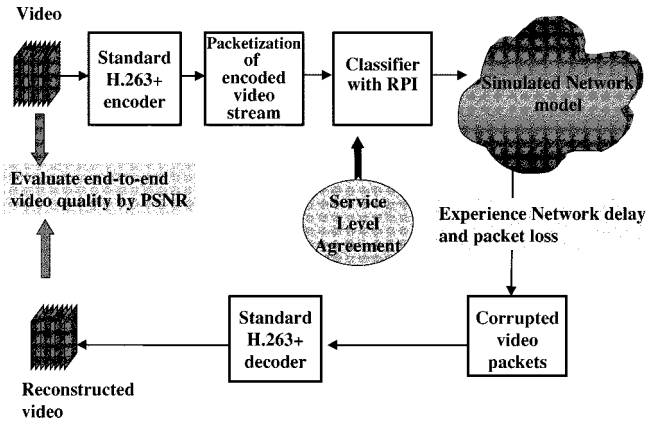 Video
Standard
H.263+
encoder
Packetization
of
encoded
video
stream
Classifier
with RPI
Simulated Network
model
Evaluate end-to-end
video quality by PSNR
Service
Level
Agreement
Experience Network delay
and packet loss
Standard
H.263+
decoder
Corrupted
video
packets
Reconstructed
video